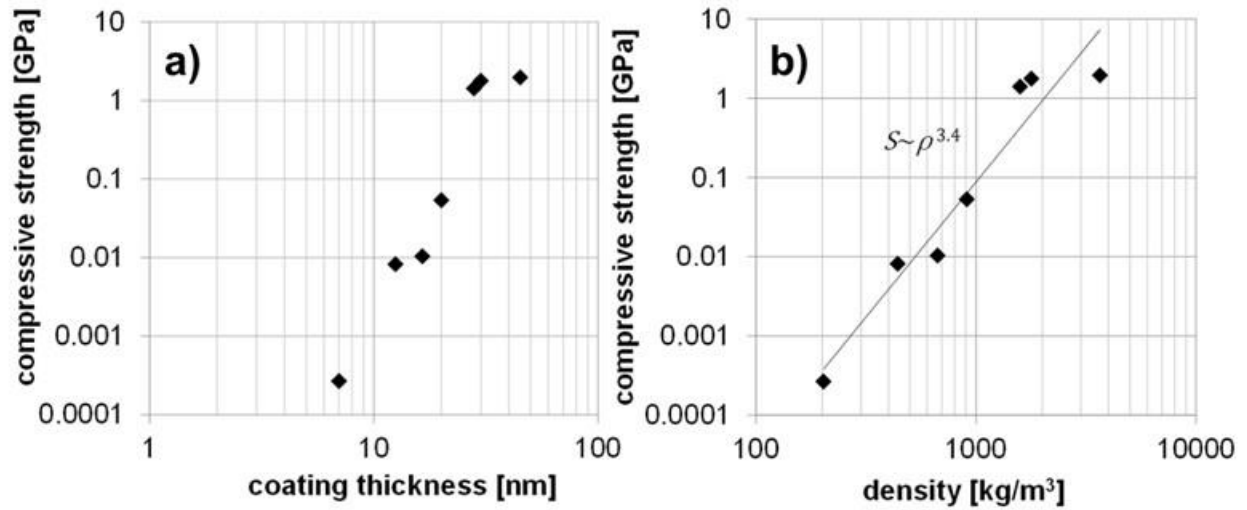 compressive strength [GPa]
10
1
0.1
0.01
0.001
0.0001
a)
1
10
100
coating thickness [nm]
compressive strength [GPa]
10
1
0.1
0.01
0.001
0.0001
b)
S~ρ^3.4
100
1000
10000
density [kg/m³]